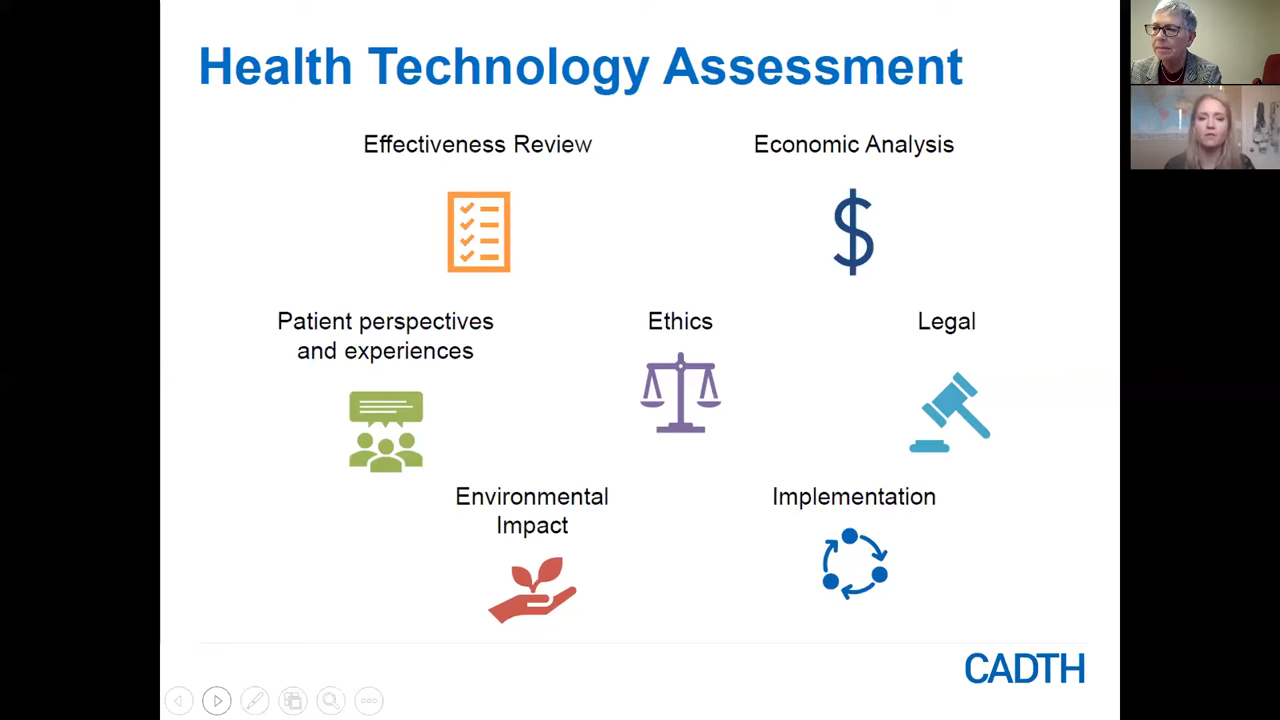 Health Technology Assessment
Effectiveness Review
Economic Analysis
Patient perspectives
and experiences
Ethics
Legal
Environmental
Impact
Implementation
CADTH